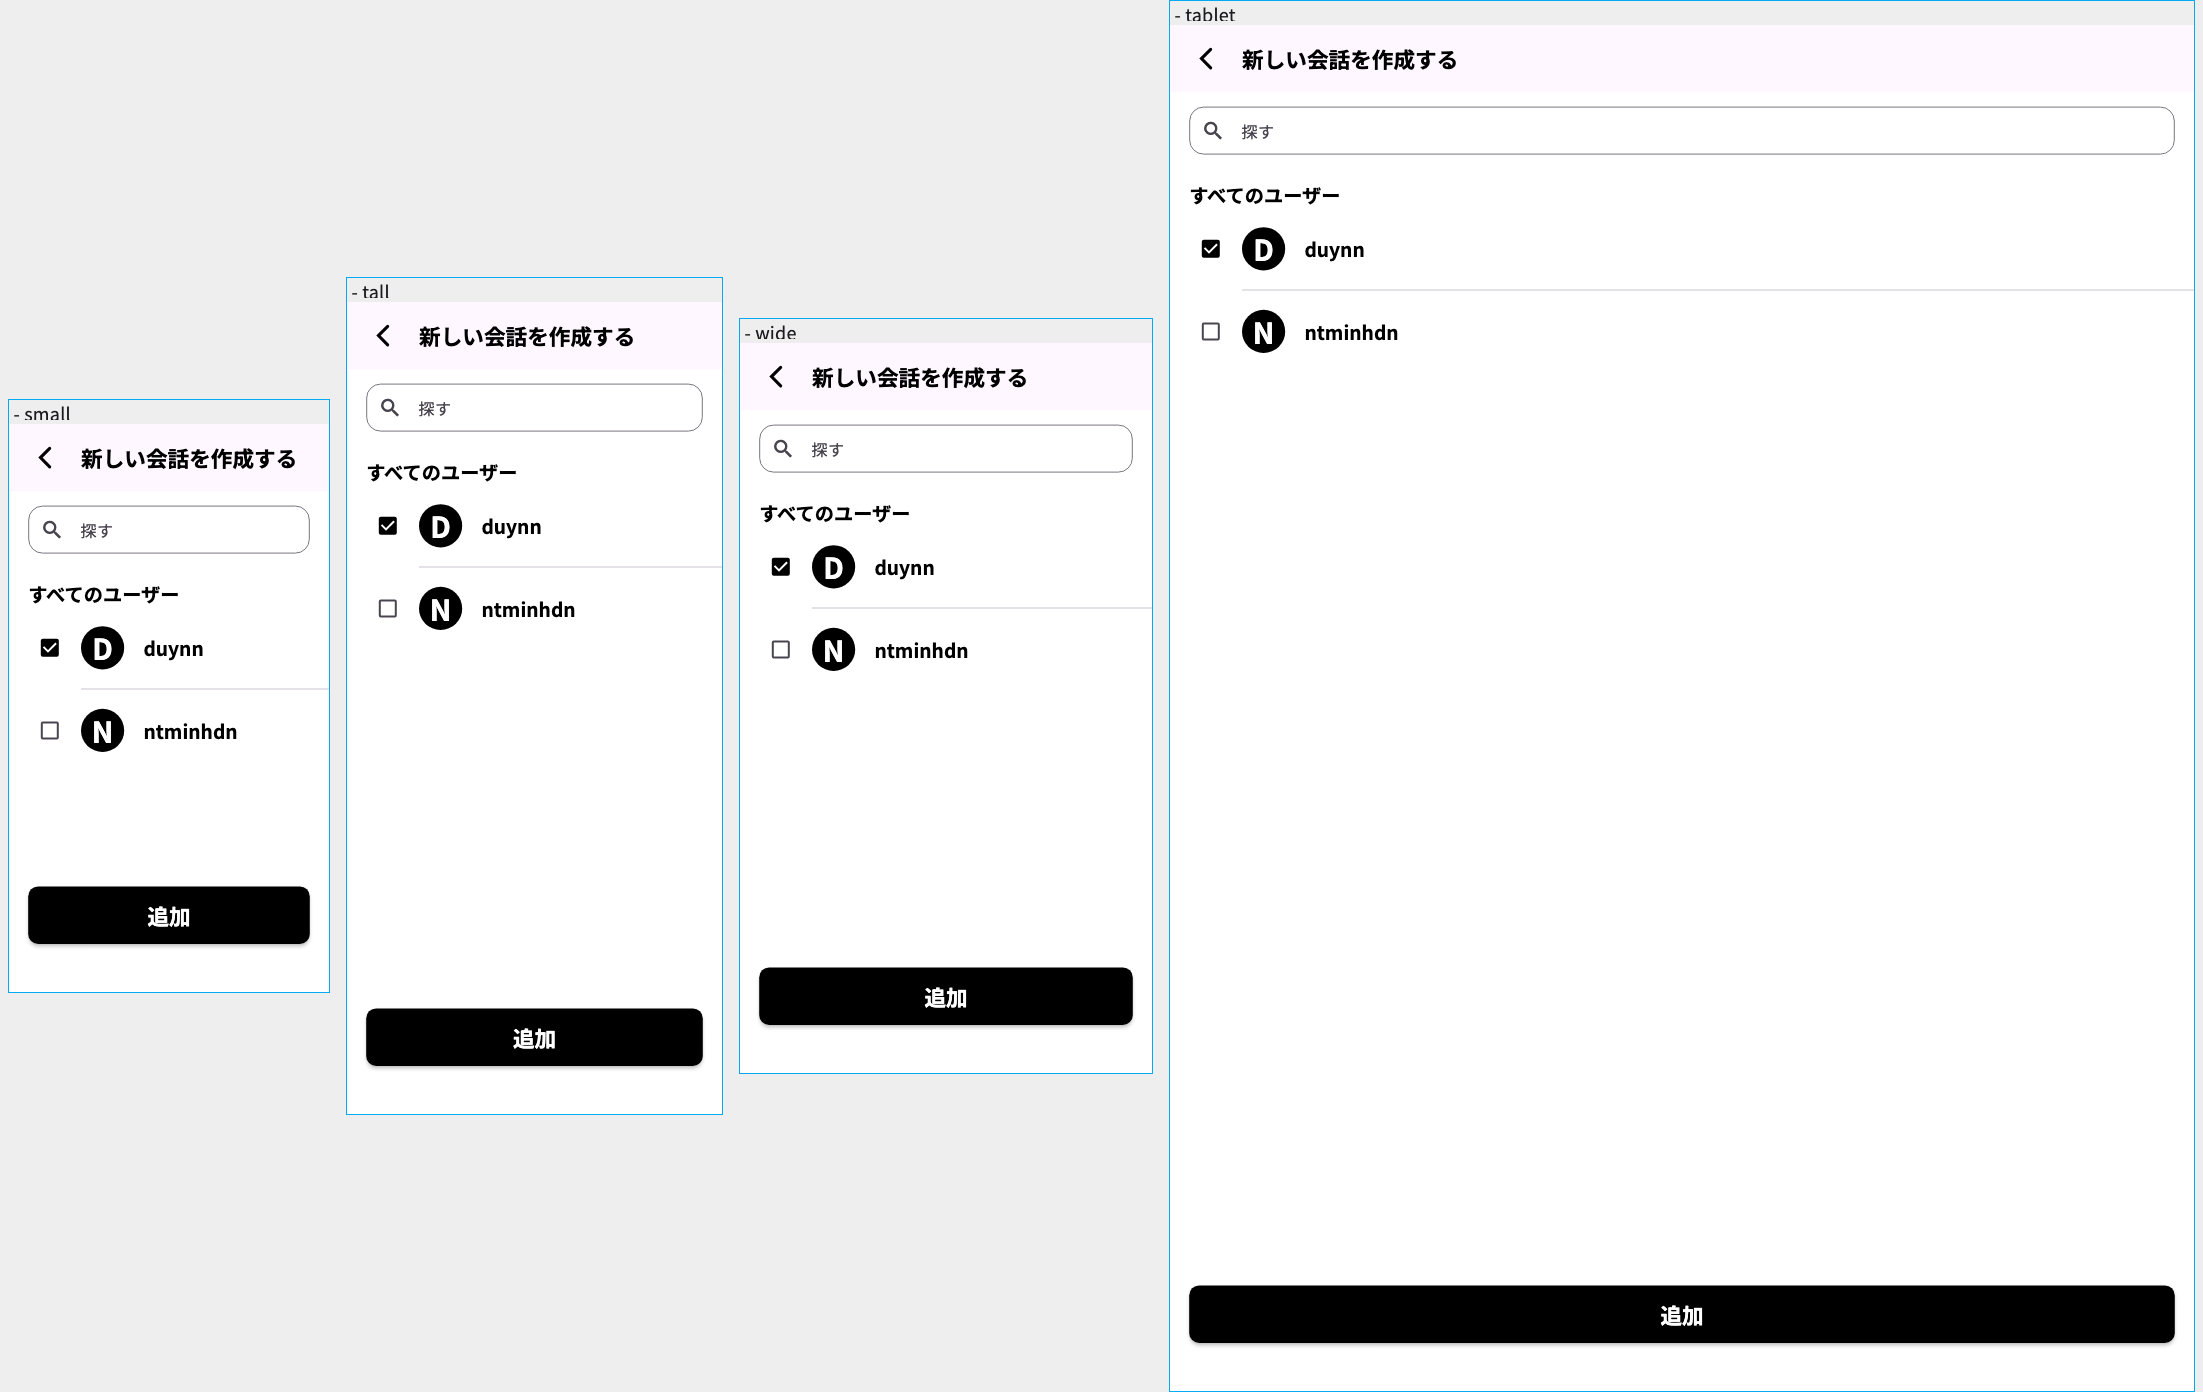 - small
新しい会話を作成する
探す
すべてのユーザー
D duynn
N ntminhdn
追加
- tall
新しい会話を作成する
探す
すべてのユーザー
D duynn
N ntminhdn
追加
- wide
新しい会話を作成する
探す
すべてのユーザー
D duynn
N ntminhdn
追加
- tablet
新しい会話を作成する
探す
すべてのユーザー
D duynn
N ntminhdn
追加